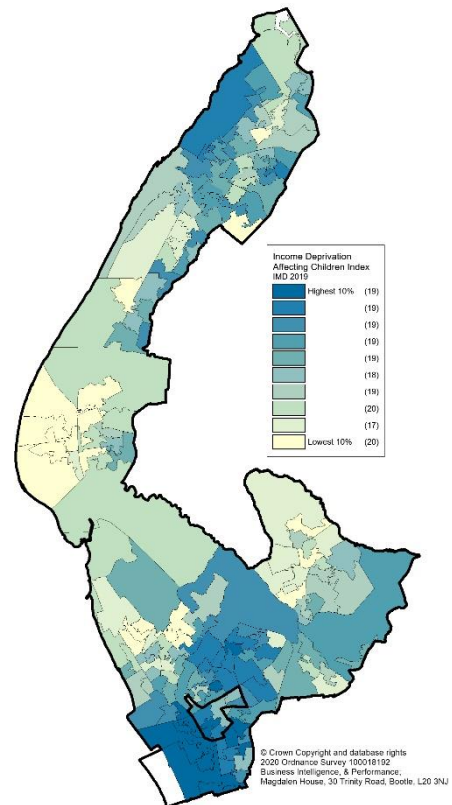 Income Deprivation
Affecting Children Index
IMD 2019
Highest 10% (19)
(19)
(19)
(19)
(19)
(18)
(19)
(20)
(17)
Lowest 10% (20)
© Crown Copyright and database rights
2020 Ordnance Survey 100018192
Business Intelligence, & Performance,
Magdalen House, 30 Trinity Road, Bootle, L20 3NJ